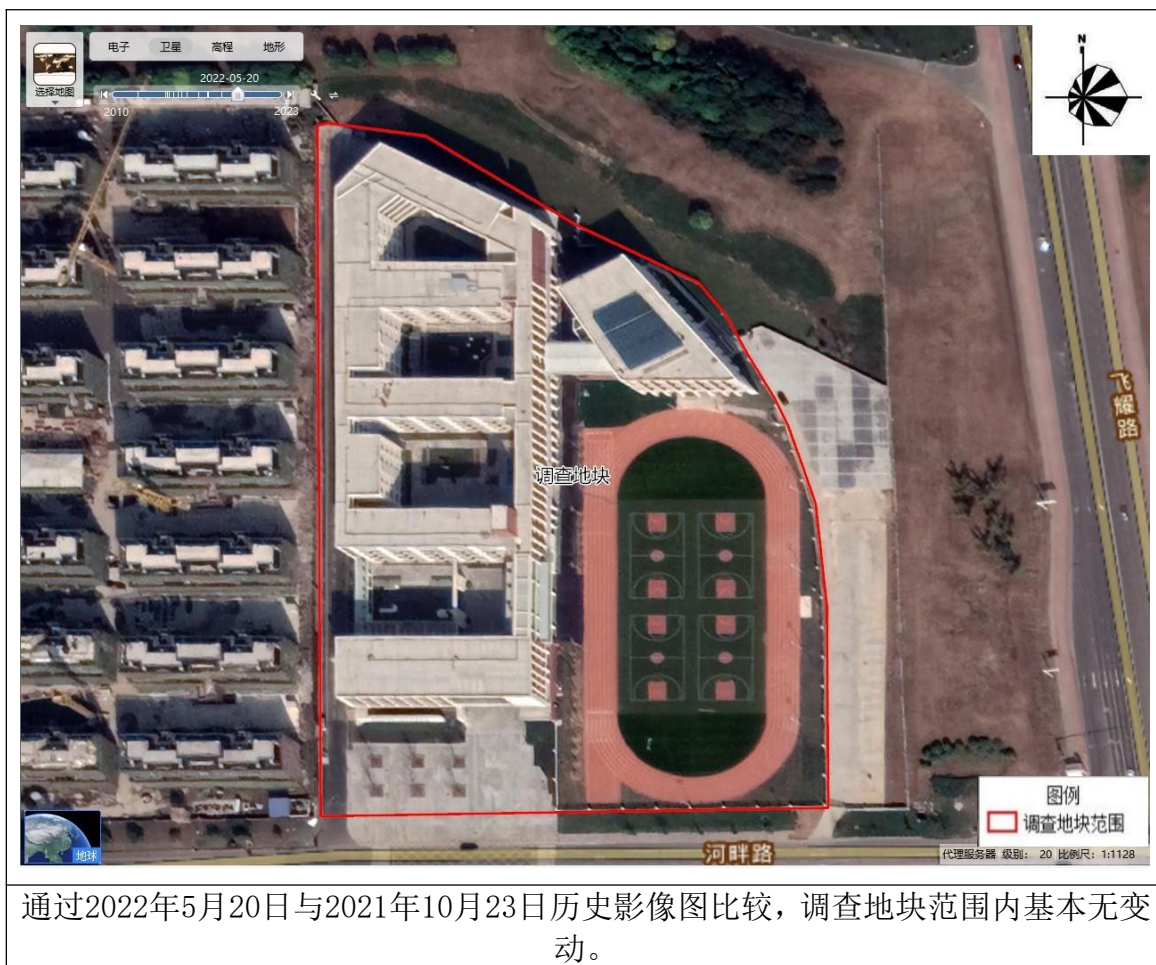 电子 卫星 高程 地形
2022-05-20
选择地图
2010 2023
N
飞耀路
调查地块
图例
调查地块范围
地球
河畔路
代理服务器 级别: 20 比例尺: 1:1128
通过2022年5月20日与2021年10月23日历史影像图比较，调查地块范围内基本无变
动。